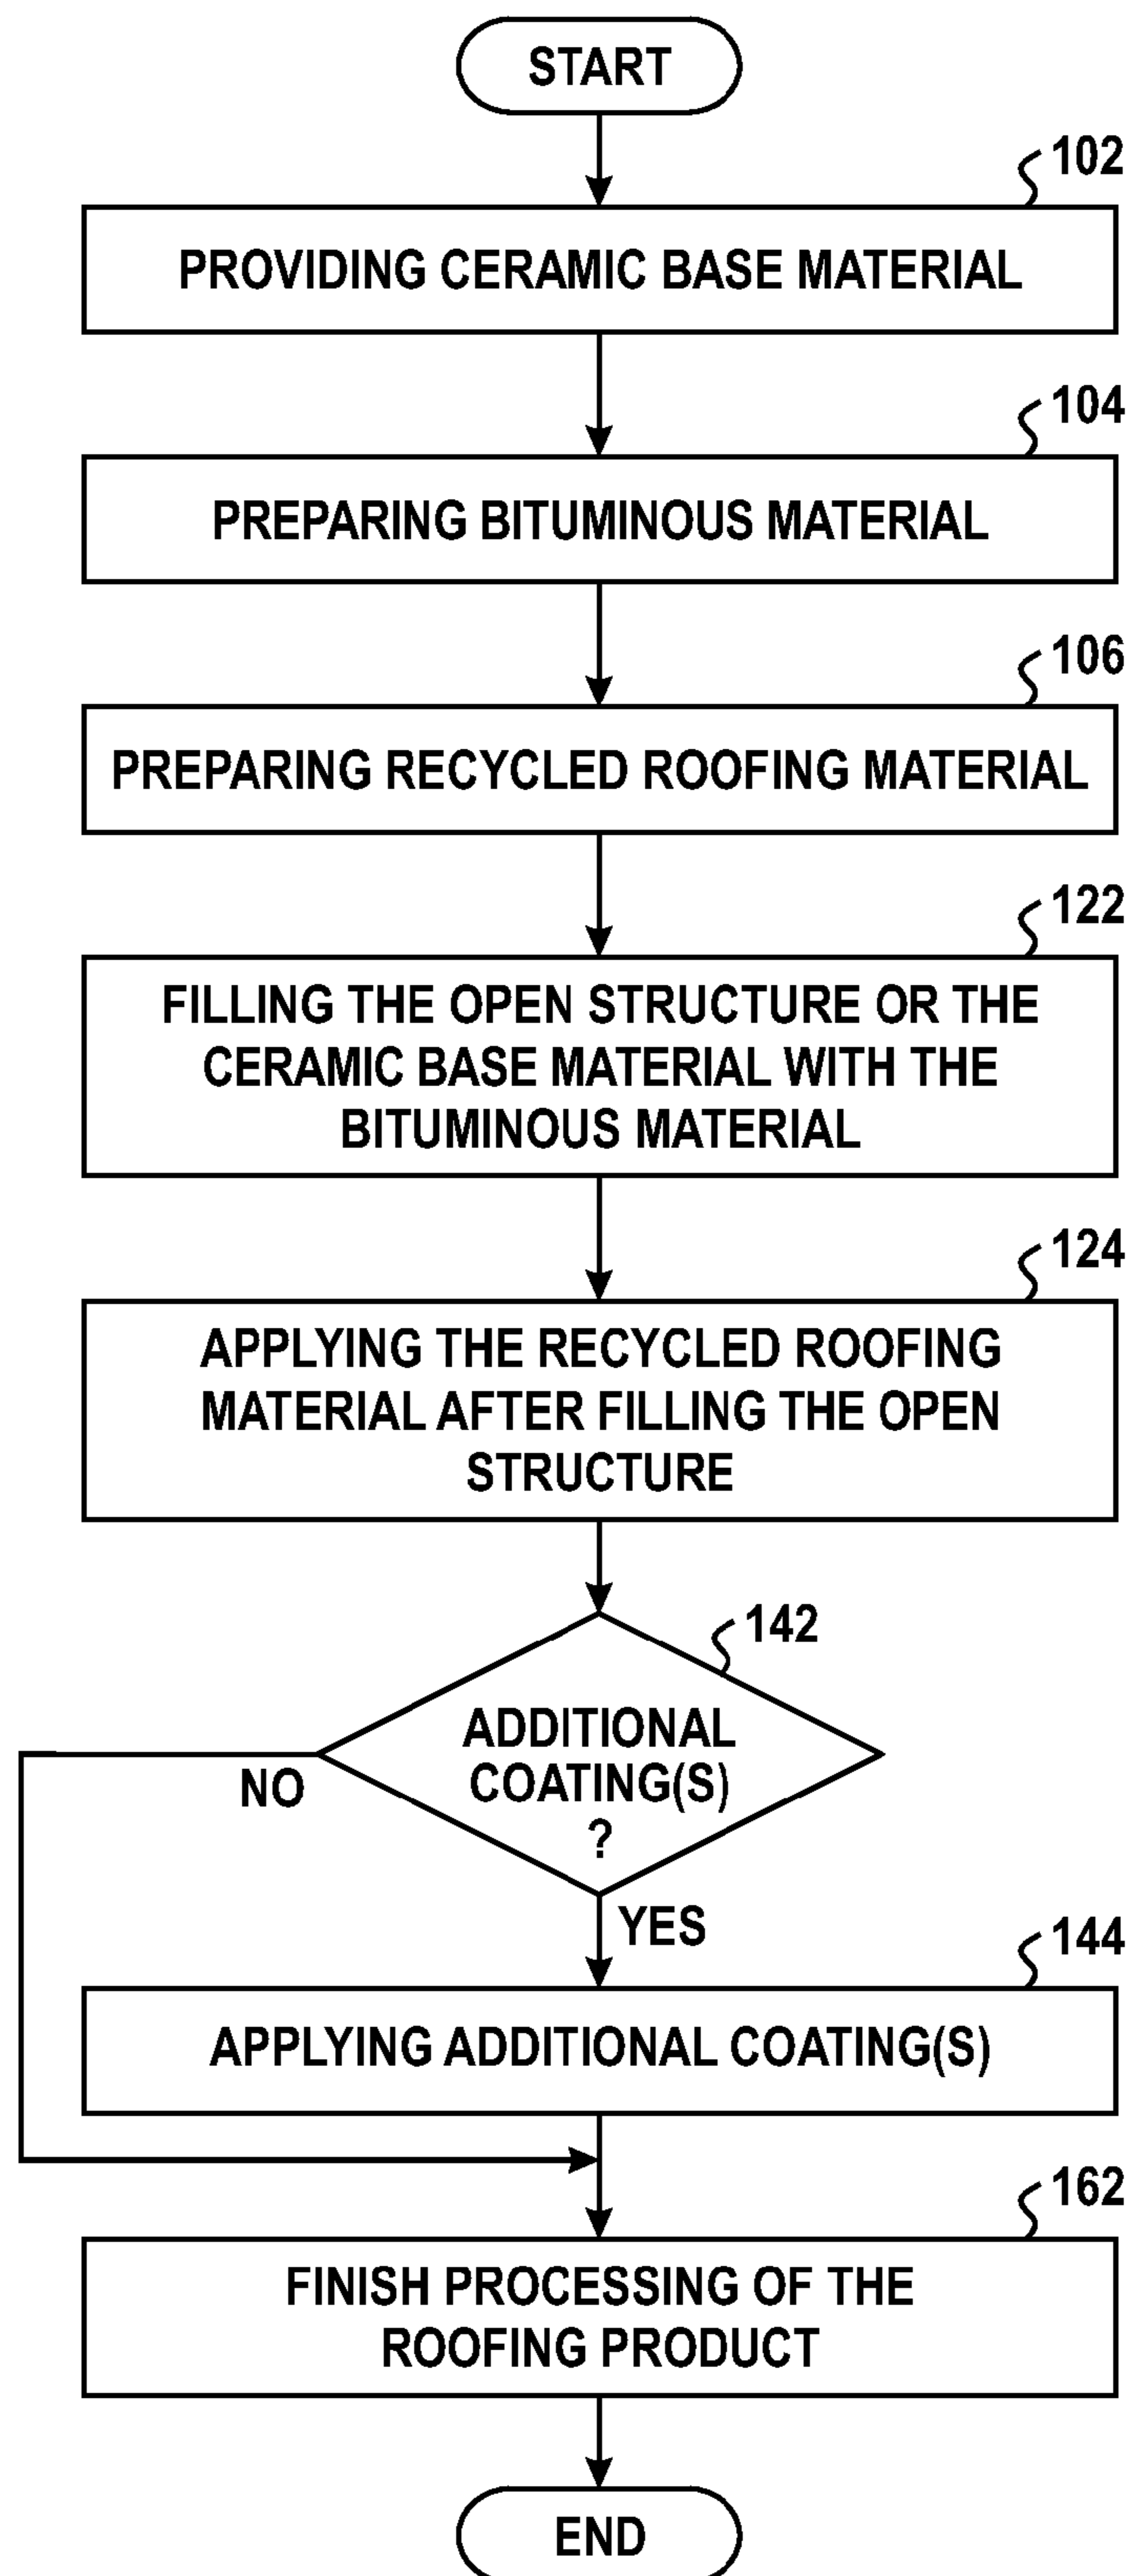 START
102
PROVIDING CERAMIC BASE MATERIAL
104
PREPARING BITUMINOUS MATERIAL
106
PREPARING RECYCLED ROOFING MATERIAL
122
FILLING THE OPEN STRUCTURE OR THE
CERAMIC BASE MATERIAL WITH THE
BITUMINOUS MATERIAL
124
APPLYING THE RECYCLED ROOFING
MATERIAL AFTER FILLING THE OPEN
STRUCTURE
142
ADDITIONAL
COATING(S)
?
NO
YES
144
APPLYING ADDITIONAL COATING(S)
162
FINISH PROCESSING OF THE
ROOFING PRODUCT
END